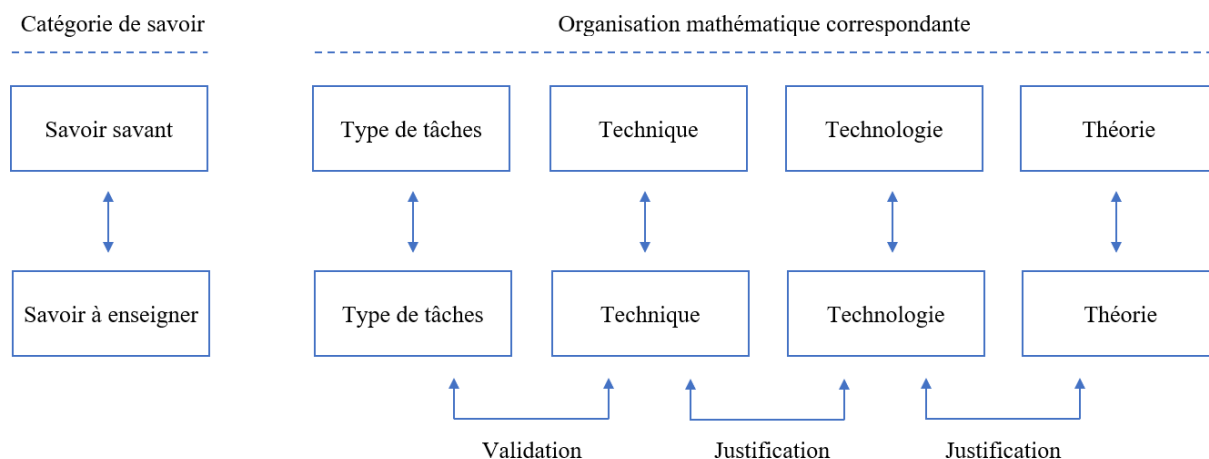 Catégorie de savoir
Organisation mathématique correspondante
Savoir savant
Type de tâches
Technique
Technologie
Théorie
Savoir à enseigner
Type de tâches
Technique
Technologie
Théorie
Validation
Justification
Justification